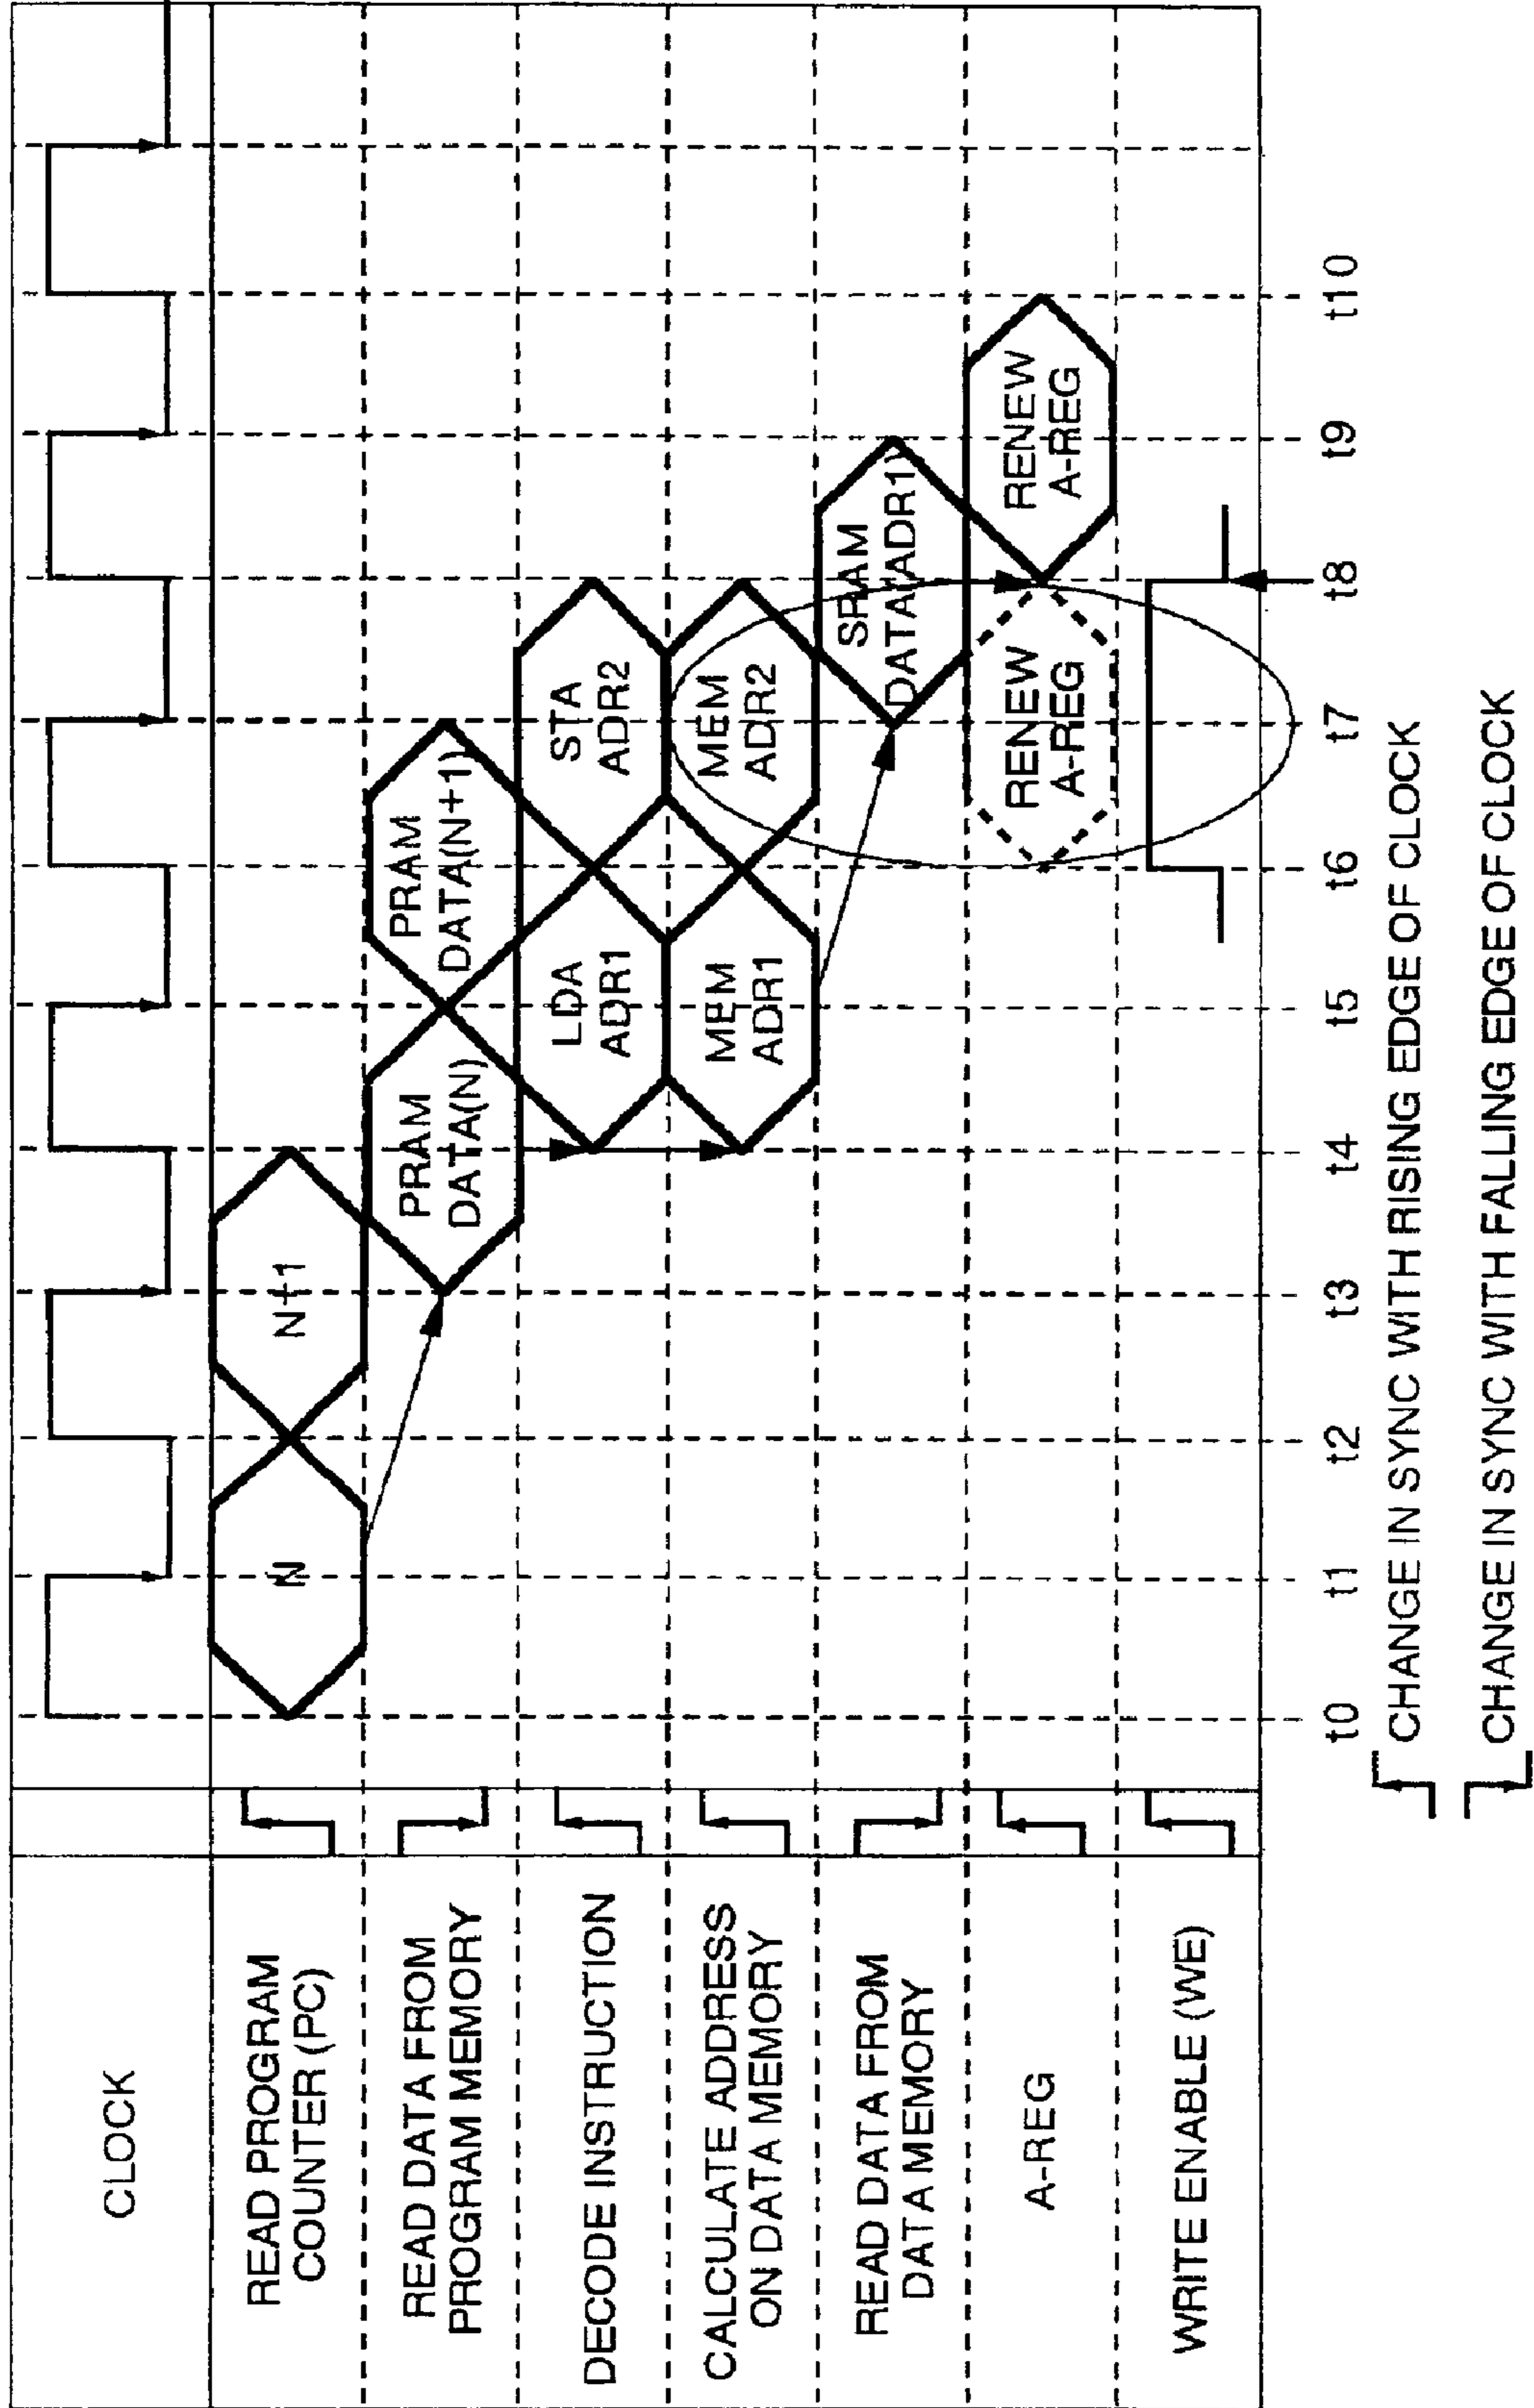 CLOCK
READ PROGRAM
COUNTER (PC)
N
N+1
READ DATA FROM
PROGRAM MEMORY
PRAM
DATA(N)
PRAM
DATA(N+1)
DECODE INSTRUCTION
LDA
ADR1
STA
ADR2
CALCULATE ADDRESS
ON DATA MEMORY
MEM
ADR1
MEM
ADR2
READ DATA FROM
DATA MEMORY
SRAM
DATA(ADR1)
A-REG
RENEW
A-REG
RENEW
A-REG
WRITE ENABLE (WE)
t0 t1 t2 t3 t4 t5 t6 t7 t8 t9 t10
CHANGE IN SYNC WITH RISING EDGE OF CLOCK
CHANGE IN SYNC WITH FALLING EDGE OF CLOCK